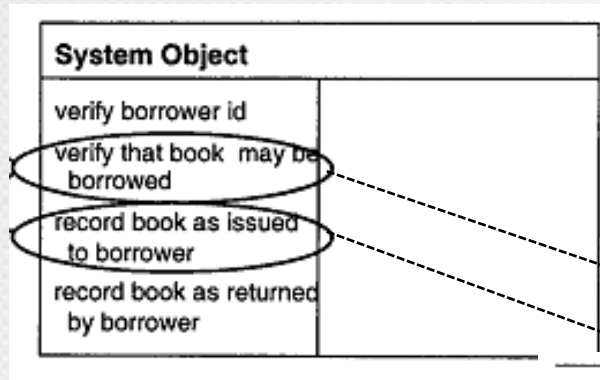 System Object
verify borrower id
verify that book may be
borrowed
record book as issued
to borrower
record book as returned
by borrower